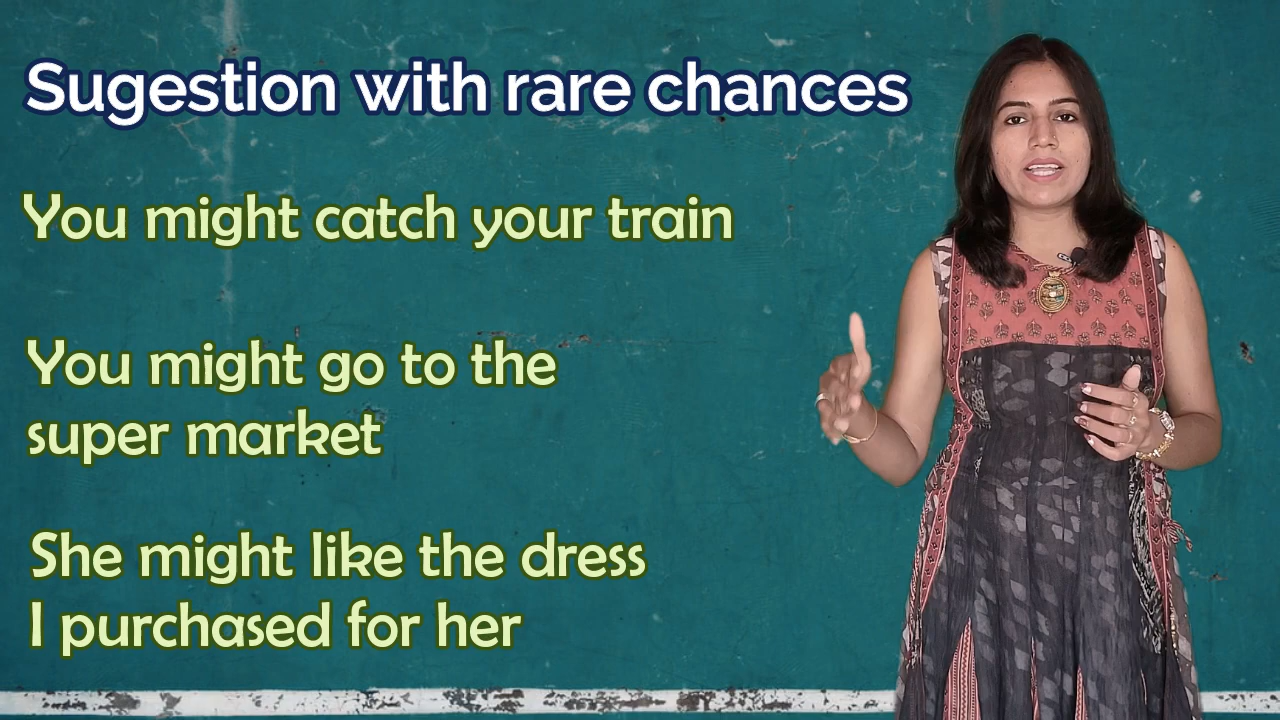 Sugestion with rare chances
You might catch your train
You might go to the
super market
She might like the dress
I purchased for her